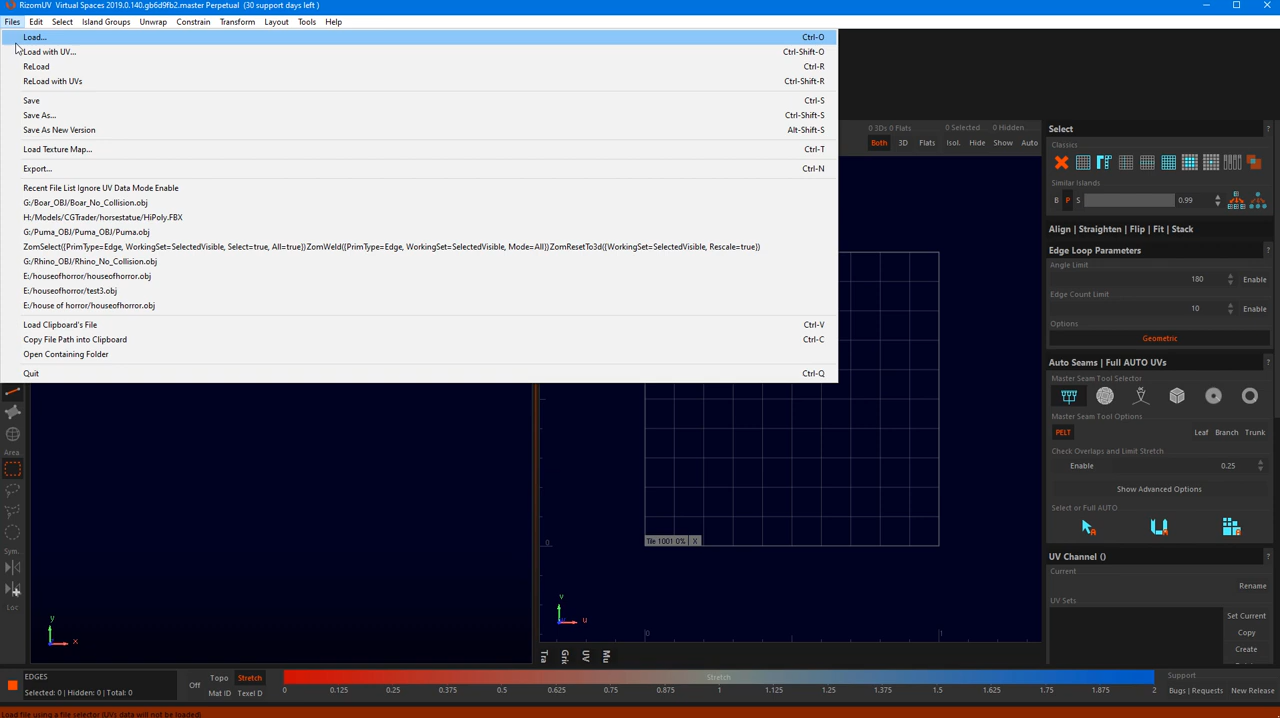 RizomUV Virtual Spaces 2019.0.140.gb6d9fb2.master Perpetual (30 support days left )
Files Edit Select Island Groups Unwrap Constrain Transform Layout Tools Help
Load... Ctrl-O
Load with UV... Ctrl-Shift-O
ReLoad Ctrl-R
ReLoad with UVs Ctrl-Shift-R
Save Ctrl-S
Save As... Ctrl-Shift-S
Save As New Version Alt-Shift-S
Load Texture Map... Ctrl-T
Export... Ctrl-N
Recent File List Ignore UV Data Mode Enable
G:/Boar_OBJ/Boar_No_Collision.obj
H:/Models/CGTrader/horsestatue/HiPoly.FBX
G:/Puma_OBJ/Puma.obj
ZomSelect({PrimType=Edge, WorkingSet=SelectedVisible, Select=true, All=true})ZomWeld({PrimType=Edge, WorkingSet=SelectedVisible, Mode=All})ZomResetTo3d({WorkingSet=SelectedVisible, Rescale=true})
G:/Rhino_OBJ/Rhino_No_Collision.obj
E:/houseofhorror/houseofhorror.obj
E:/houseofhorror/test3.obj
E:/house of horror/houseofhorror.obj
Load Clipboard's File Ctrl-V
Copy File Path into Clipboard Ctrl-C
Open Containing Folder
Quit Ctrl-Q
0 3Ds 0 Flats 0 Selected 0 Hidden
Both 3D Flats Isol. Hide Show Auto
Select ?
Classics
Similar Islands
B P S 0.99
Align | Straighten | Flip | Fit | Stack
Edge Loop Parameters ?
Angle Limit
180 Enable
Edge Count Limit
10 Enable
Options
Geometric
Auto Seams | Full AUTO UVs ?
Master Seam Tool Selector
Master Seam Tool Options
PELT Leaf Branch Trunk
Check Overlaps and Limit Stretch
Enable 0.25
Show Advanced Options
Select or Full AUTO
UV Channel () ?
Current
Rename
UV Sets
Set Current
Copy
Create
Area.
Sym.
Loc
Tile 1001 0% X
0
v
u
0 1
y
x
Tra Gri UV Mu
EDGES
Selected: 0 | Hidden: 0 | Total: 0
Off Topo Stretch
Mat ID Texel D
Stretch
0 0.125 0.25 0.375 0.5 0.625 0.75 0.875 1 1.125 1.25 1.375 1.5 1.625 1.75 1.875 2
Support
Bugs | Requests New Release
Load file using a file selector (UVs data will not be loaded)